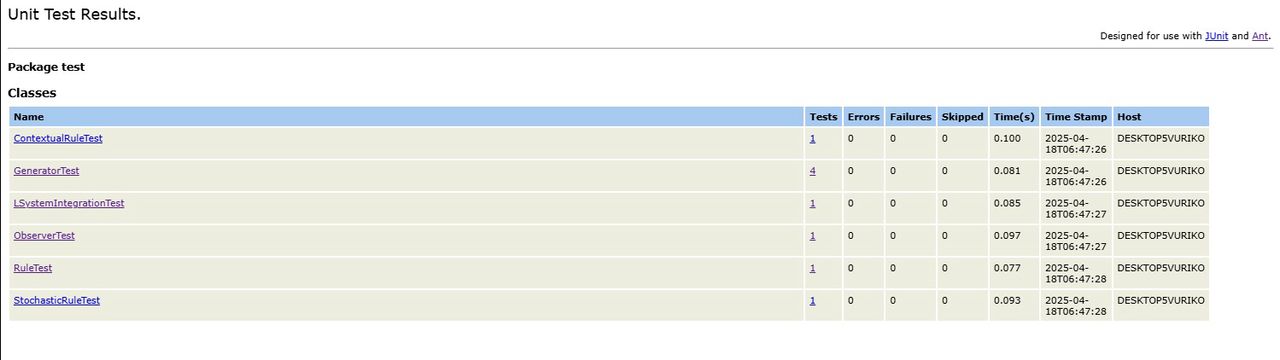 Unit Test Results.
Designed for use with JUnit and Ant.
Package test
Classes
Name Tests Errors Failures Skipped Time(s) Time Stamp Host
ContextualRuleTest 1 0 0 0 0.100 2025-04-
18T06:47:26 DESKTOP5VURIKO
GeneratorTest 4 0 0 0 0.081 2025-04-
18T06:47:26 DESKTOP5VURIKO
LSystemIntegrationTest 1 0 0 0 0.085 2025-04-
18T06:47:27 DESKTOP5VURIKO
ObserverTest 1 0 0 0 0.097 2025-04-
18T06:47:27 DESKTOP5VURIKO
RuleTest 1 0 0 0 0.077 2025-04-
18T06:47:28 DESKTOP5VURIKO
StochasticRuleTest 1 0 0 0 0.093 2025-04-
18T06:47:28 DESKTOP5VURIKO